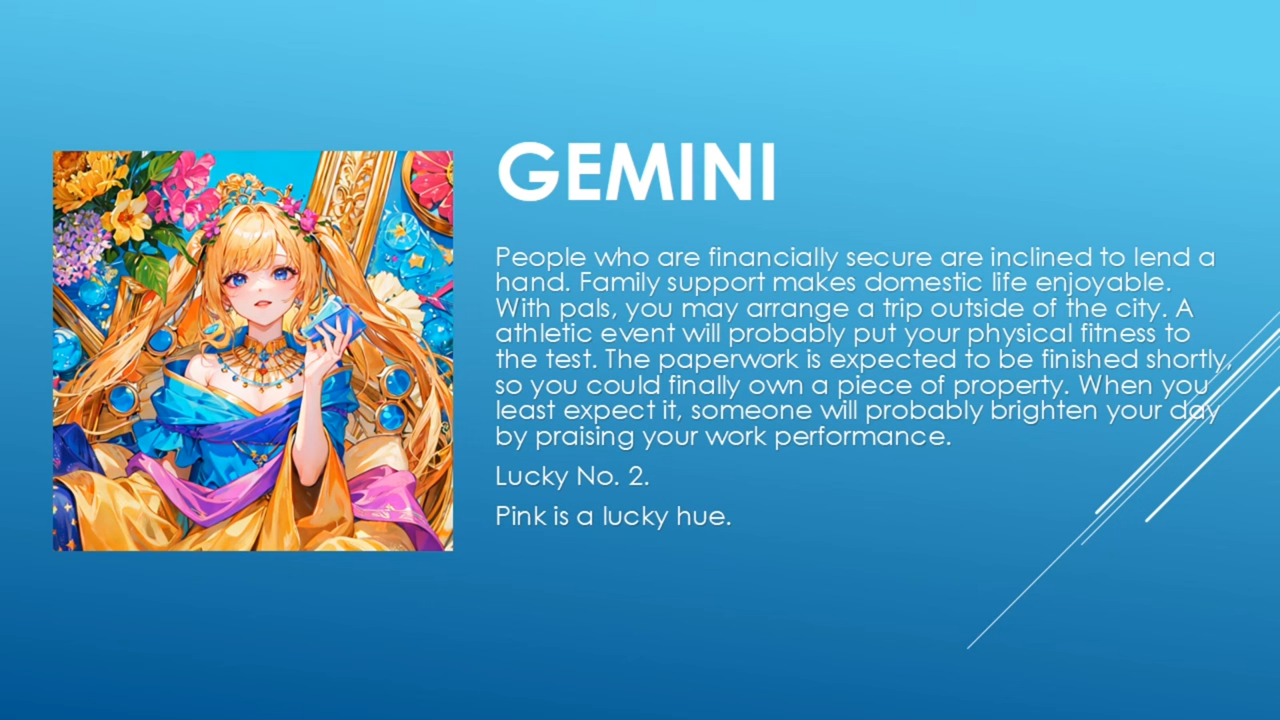 GEMINI
People who are financially secure are inclined to lend a
hand. Family support makes domestic life enjoyable.
With pals, you may arrange a trip outside of the city. A
athletic event will probably put your physical fitness to
the test. The paperwork is expected to be finished shortly,
so you could finally own a piece of property. When you
least expect it, someone will probably brighten your day
by praising your work performance.
Lucky No. 2.
Pink is a lucky hue.